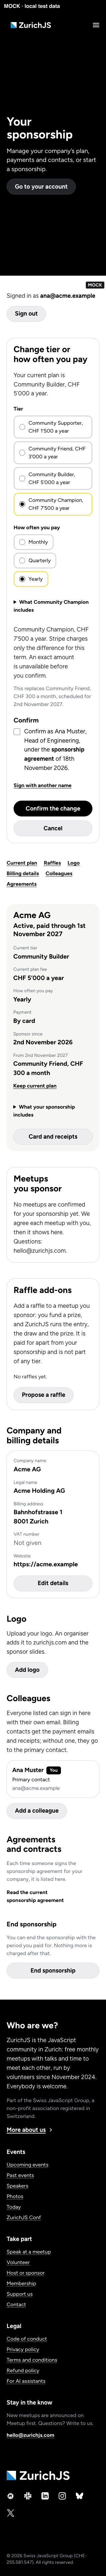 MOCK · local test data
ZurichJS
Your
sponsorship
Manage your company's plan,
payments and contacts, or start
a sponsorship.
Go to your account
MOCK
Signed in as ana@acme.example
Sign out
Change tier or
how often you pay
Your current plan is
Community Builder, CHF
5'000 a year.
Tier
Community Supporter,
CHF 1'500 a year
Community Friend, CHF
3'000 a year
Community Builder,
CHF 5'000 a year
Community Champion,
CHF 7'500 a year
How often you pay
Monthly
Quarterly
Yearly
What Community Champion
includes
Community Champion, CHF
7'500 a year. Stripe charges
only the difference for this
term. An exact amount
is unavailable before
you confirm.
This replaces Community Friend,
CHF 300 a month, scheduled for
2nd November 2027.
Confirm
Confirm as Ana Muster,
Head of Engineering,
under the sponsorship
agreement of 18th
November 2026.
Sign with another name
Confirm the change
Cancel
Current plan
Raffles
Logo
Billing details
Colleagues
Agreements
Acme AG
Active, paid through 1st
November 2027
Current tier
Community Builder
Current plan fee
CHF 5'000 a year
How often you pay
Yearly
Payment
By card
Sponsor since
2nd November 2026
From 2nd November 2027
Community Friend, CHF
300 a month
Keep current plan
What your sponsorship
includes
Card and receipts
Meetups
you sponsor
No meetups are confirmed
for your sponsorship yet. We
agree each meetup with you,
then it shows here.
Questions:
hello@zurichjs.com.
Raffle add-ons
Add a raffle to a meetup you
sponsor: you fund a prize,
and ZurichJS runs the entry,
the draw and the prize. It is
paid for apart from your
sponsorship and is not part
of any tier.
No raffles yet.
Propose a raffle
Company and
billing details
Company name
Acme AG
Legal name
Acme Holding AG
Billing address
Bahnhofstrasse 1
8001 Zurich
VAT number
Not given
Website
https://acme.example
Edit details
Logo
Upload your logo. An organiser
adds it to zurichjs.com and the
sponsor slides.
Add logo
Colleagues
Everyone listed can sign in here
with their own email. Billing
contacts get the payment emails
and receipts; without one, they go
to the primary contact.
Ana Muster You
Primary contact
ana@acme.example
Add a colleague
Agreements
and contracts
Each time someone signs the
sponsorship agreement for your
company, it is listed here.
Read the current
sponsorship agreement
End sponsorship
You can end the sponsorship with the
period you paid for. Nothing more is
charged after that.
End sponsorship
Who are we?
ZurichJS is the JavaScript
community in Zurich: free monthly
meetups with talks and time to
meet each other, run by
volunteers since November 2024.
Everybody is welcome.
Part of the Swiss JavaScript Group, a
non-profit association registered in
Switzerland.
More about us
Events
Upcoming events
Past events
Speakers
Photos
Today
ZurichJS Conf
Take part
Speak at a meetup
Volunteer
Host or sponsor
Membership
Support us
Contact
Legal
Code of conduct
Privacy policy
Terms and conditions
Refund policy
For AI assistants
Stay in the know
New meetups are announced on
Meetup first. Questions? Write to us.
hello@zurichjs.com
ZurichJS
© 2026 Swiss JavaScript Group (CHE-
255.581.547). All rights reserved.